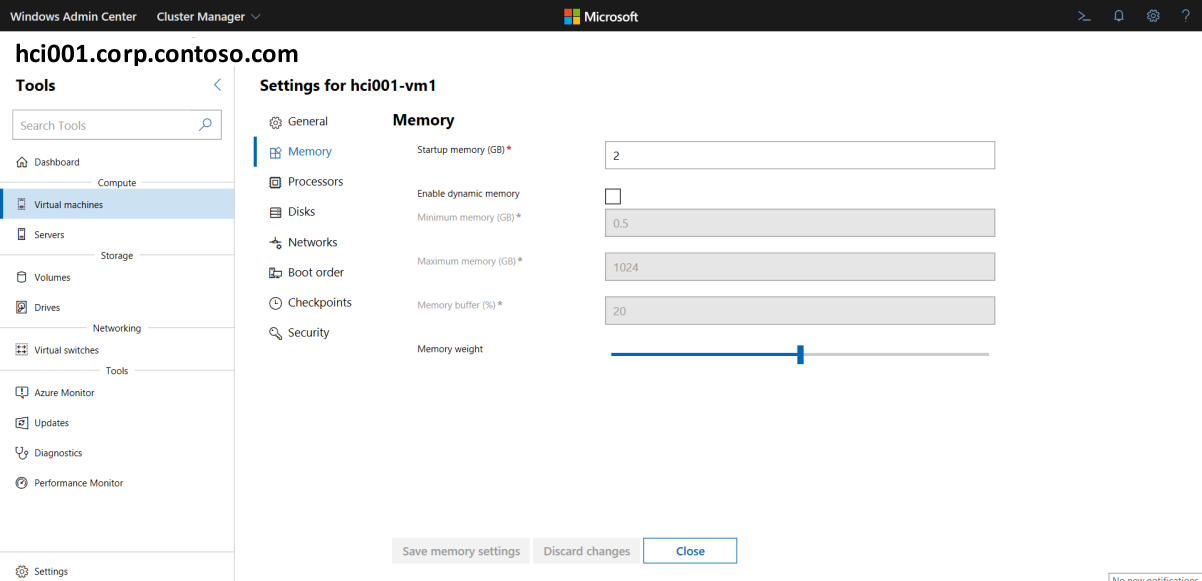 Windows Admin Center Cluster Manager Microsoft ?
hci001.corp.contoso.com
Tools
Search Tools
Dashboard
Compute
Virtual machines
Servers
Storage
Volumes
Drives
Networking
Virtual switches
Tools
Azure Monitor
Updates
Diagnostics
Performance Monitor
Settings
Settings for hci001-vm1
General
Memory
Processors
Disks
Networks
Boot order
Checkpoints
Security
Memory
Startup memory (GB) * 2
Enable dynamic memory
Minimum memory (GB) * 0.5
Maximum memory (GB) * 1024
Memory buffer (%) * 20
Memory weight
Save memory settings Discard changes Close
No new notifications